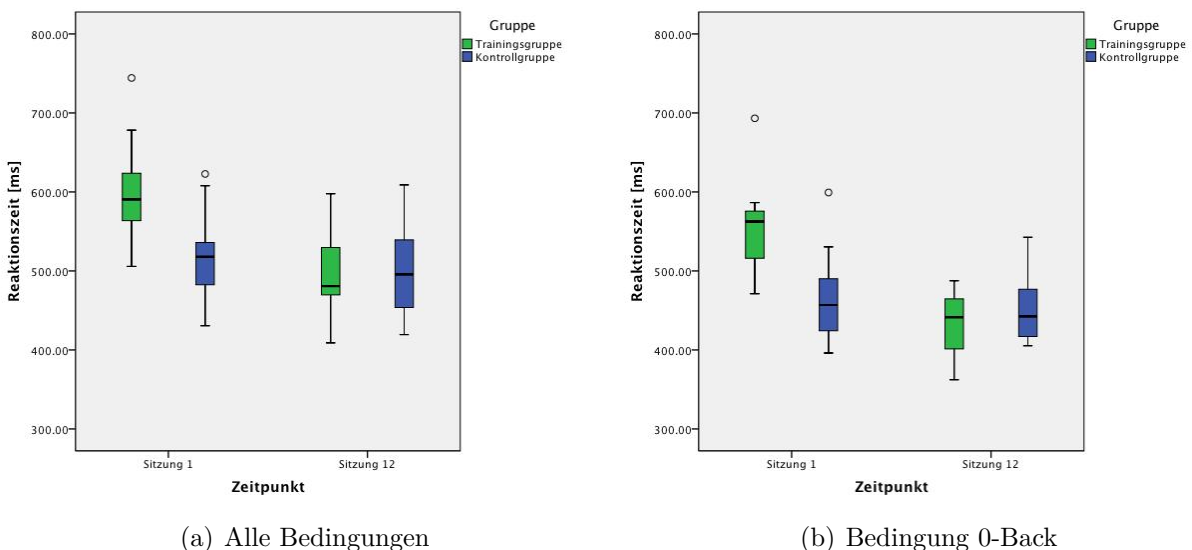 Gruppe
Trainingsgruppe
Kontrollgruppe
800.00
700.00
600.00
500.00
400.00
300.00
Reaktionszeit [ms]
Sitzung 1
Sitzung 12
Zeitpunkt
(a) Alle Bedingungen
Gruppe
Trainingsgruppe
Kontrollgruppe
800.00
700.00
600.00
500.00
400.00
300.00
Reaktionszeit [ms]
Sitzung 1
Sitzung 12
Zeitpunkt
(b) Bedingung 0-Back